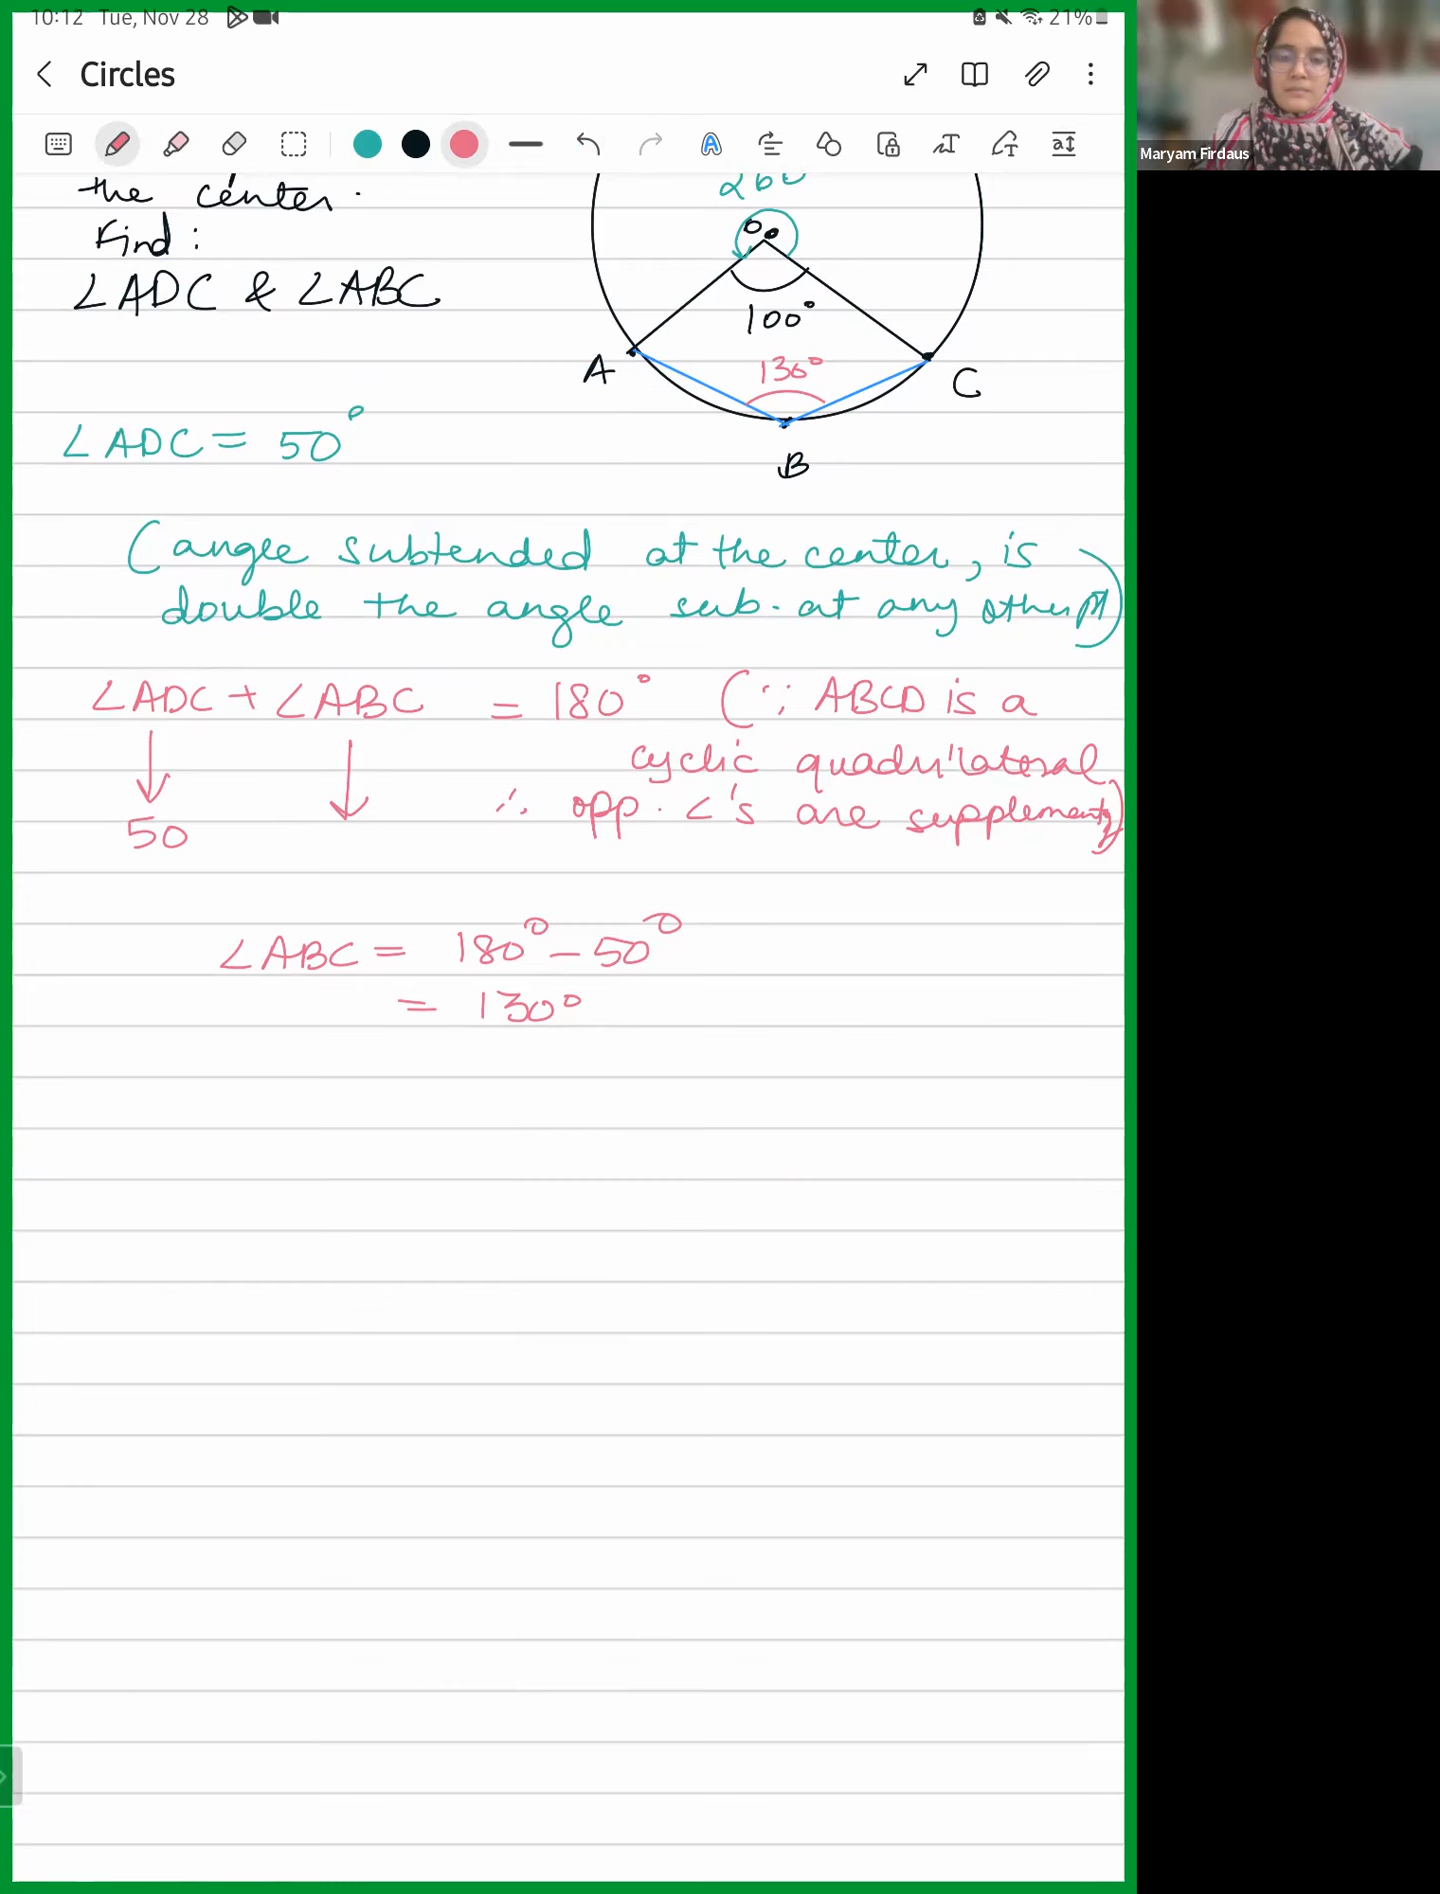 10:12 Tue, Nov 28
21%
Circles
Maryam Firdaus
the center.
Find:
∠ADC & ∠ABC
260
O
100°
130°
A
C
B
∠ADC = 50°
(angle subtended at the center, is
double the angle sub. at any other pt)
∠ADC + ∠ABC = 180° (∵ ABCD is a
cyclic quadrilateral
∴ opp. ∠'s are supplementy)
50
∠ABC = 180° - 50°
= 130°